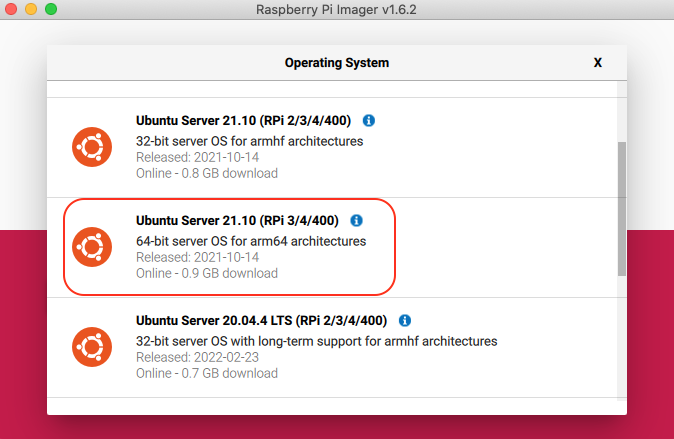 Raspberry Pi Imager v1.6.2
Operating System
X
Ubuntu Server 21.10 (RPi 2/3/4/400)
32-bit server OS for armhf architectures
Released: 2021-10-14
Online - 0.8 GB download
Ubuntu Server 21.10 (RPi 3/4/400)
64-bit server OS for arm64 architectures
Released: 2021-10-14
Online - 0.9 GB download
Ubuntu Server 20.04.4 LTS (RPi 2/3/4/400)
32-bit server OS with long-term support for armhf architectures
Released: 2022-02-23
Online - 0.7 GB download